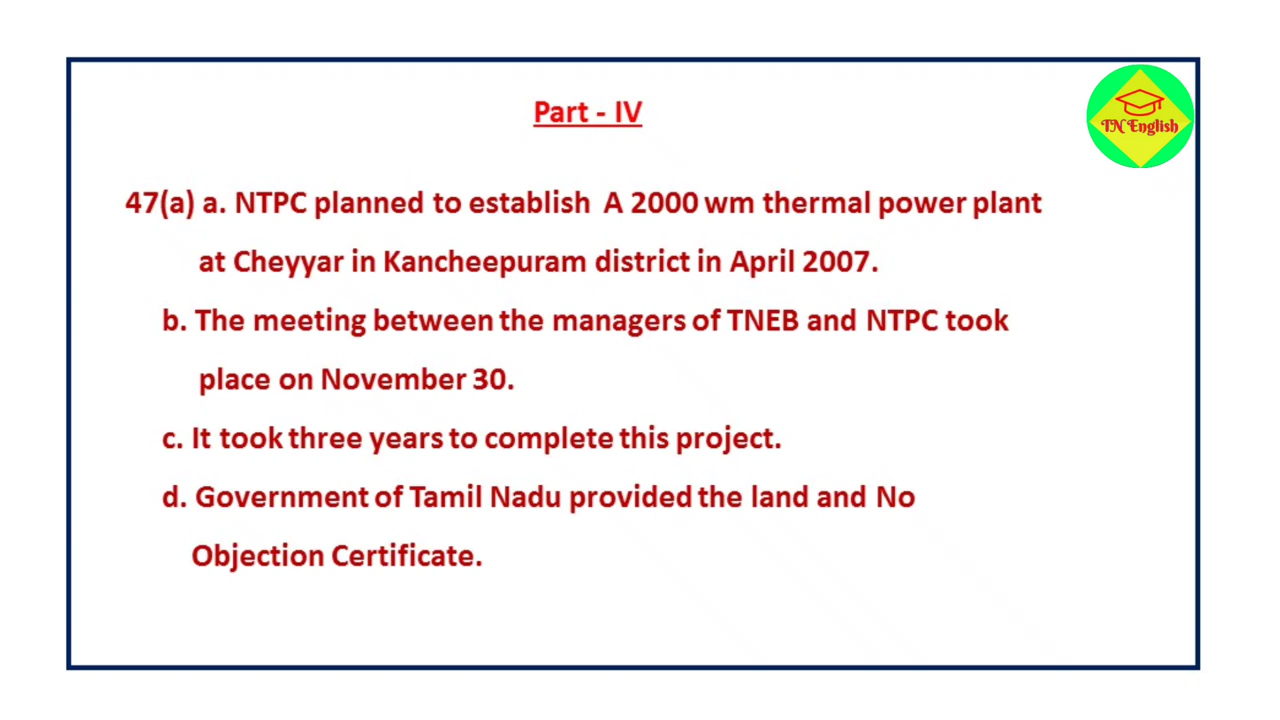 Part - IV
TN English
47(a) a. NTPC planned to establish A 2000 wm thermal power plant
at Cheyyar in Kancheepuram district in April 2007.
b. The meeting between the managers of TNEB and NTPC took
place on November 30.
c. It took three years to complete this project.
d. Government of Tamil Nadu provided the land and No
Objection Certificate.